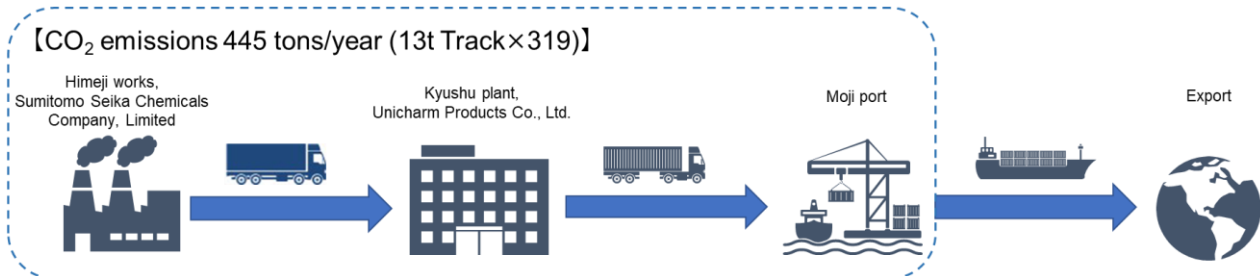 【CO₂ emissions 445 tons/year (13t Track×319)】
Himeji works,
Sumitomo Seika Chemicals
Company, Limited
Kyushu plant,
Unicharm Products Co., Ltd.
Moji port
Export